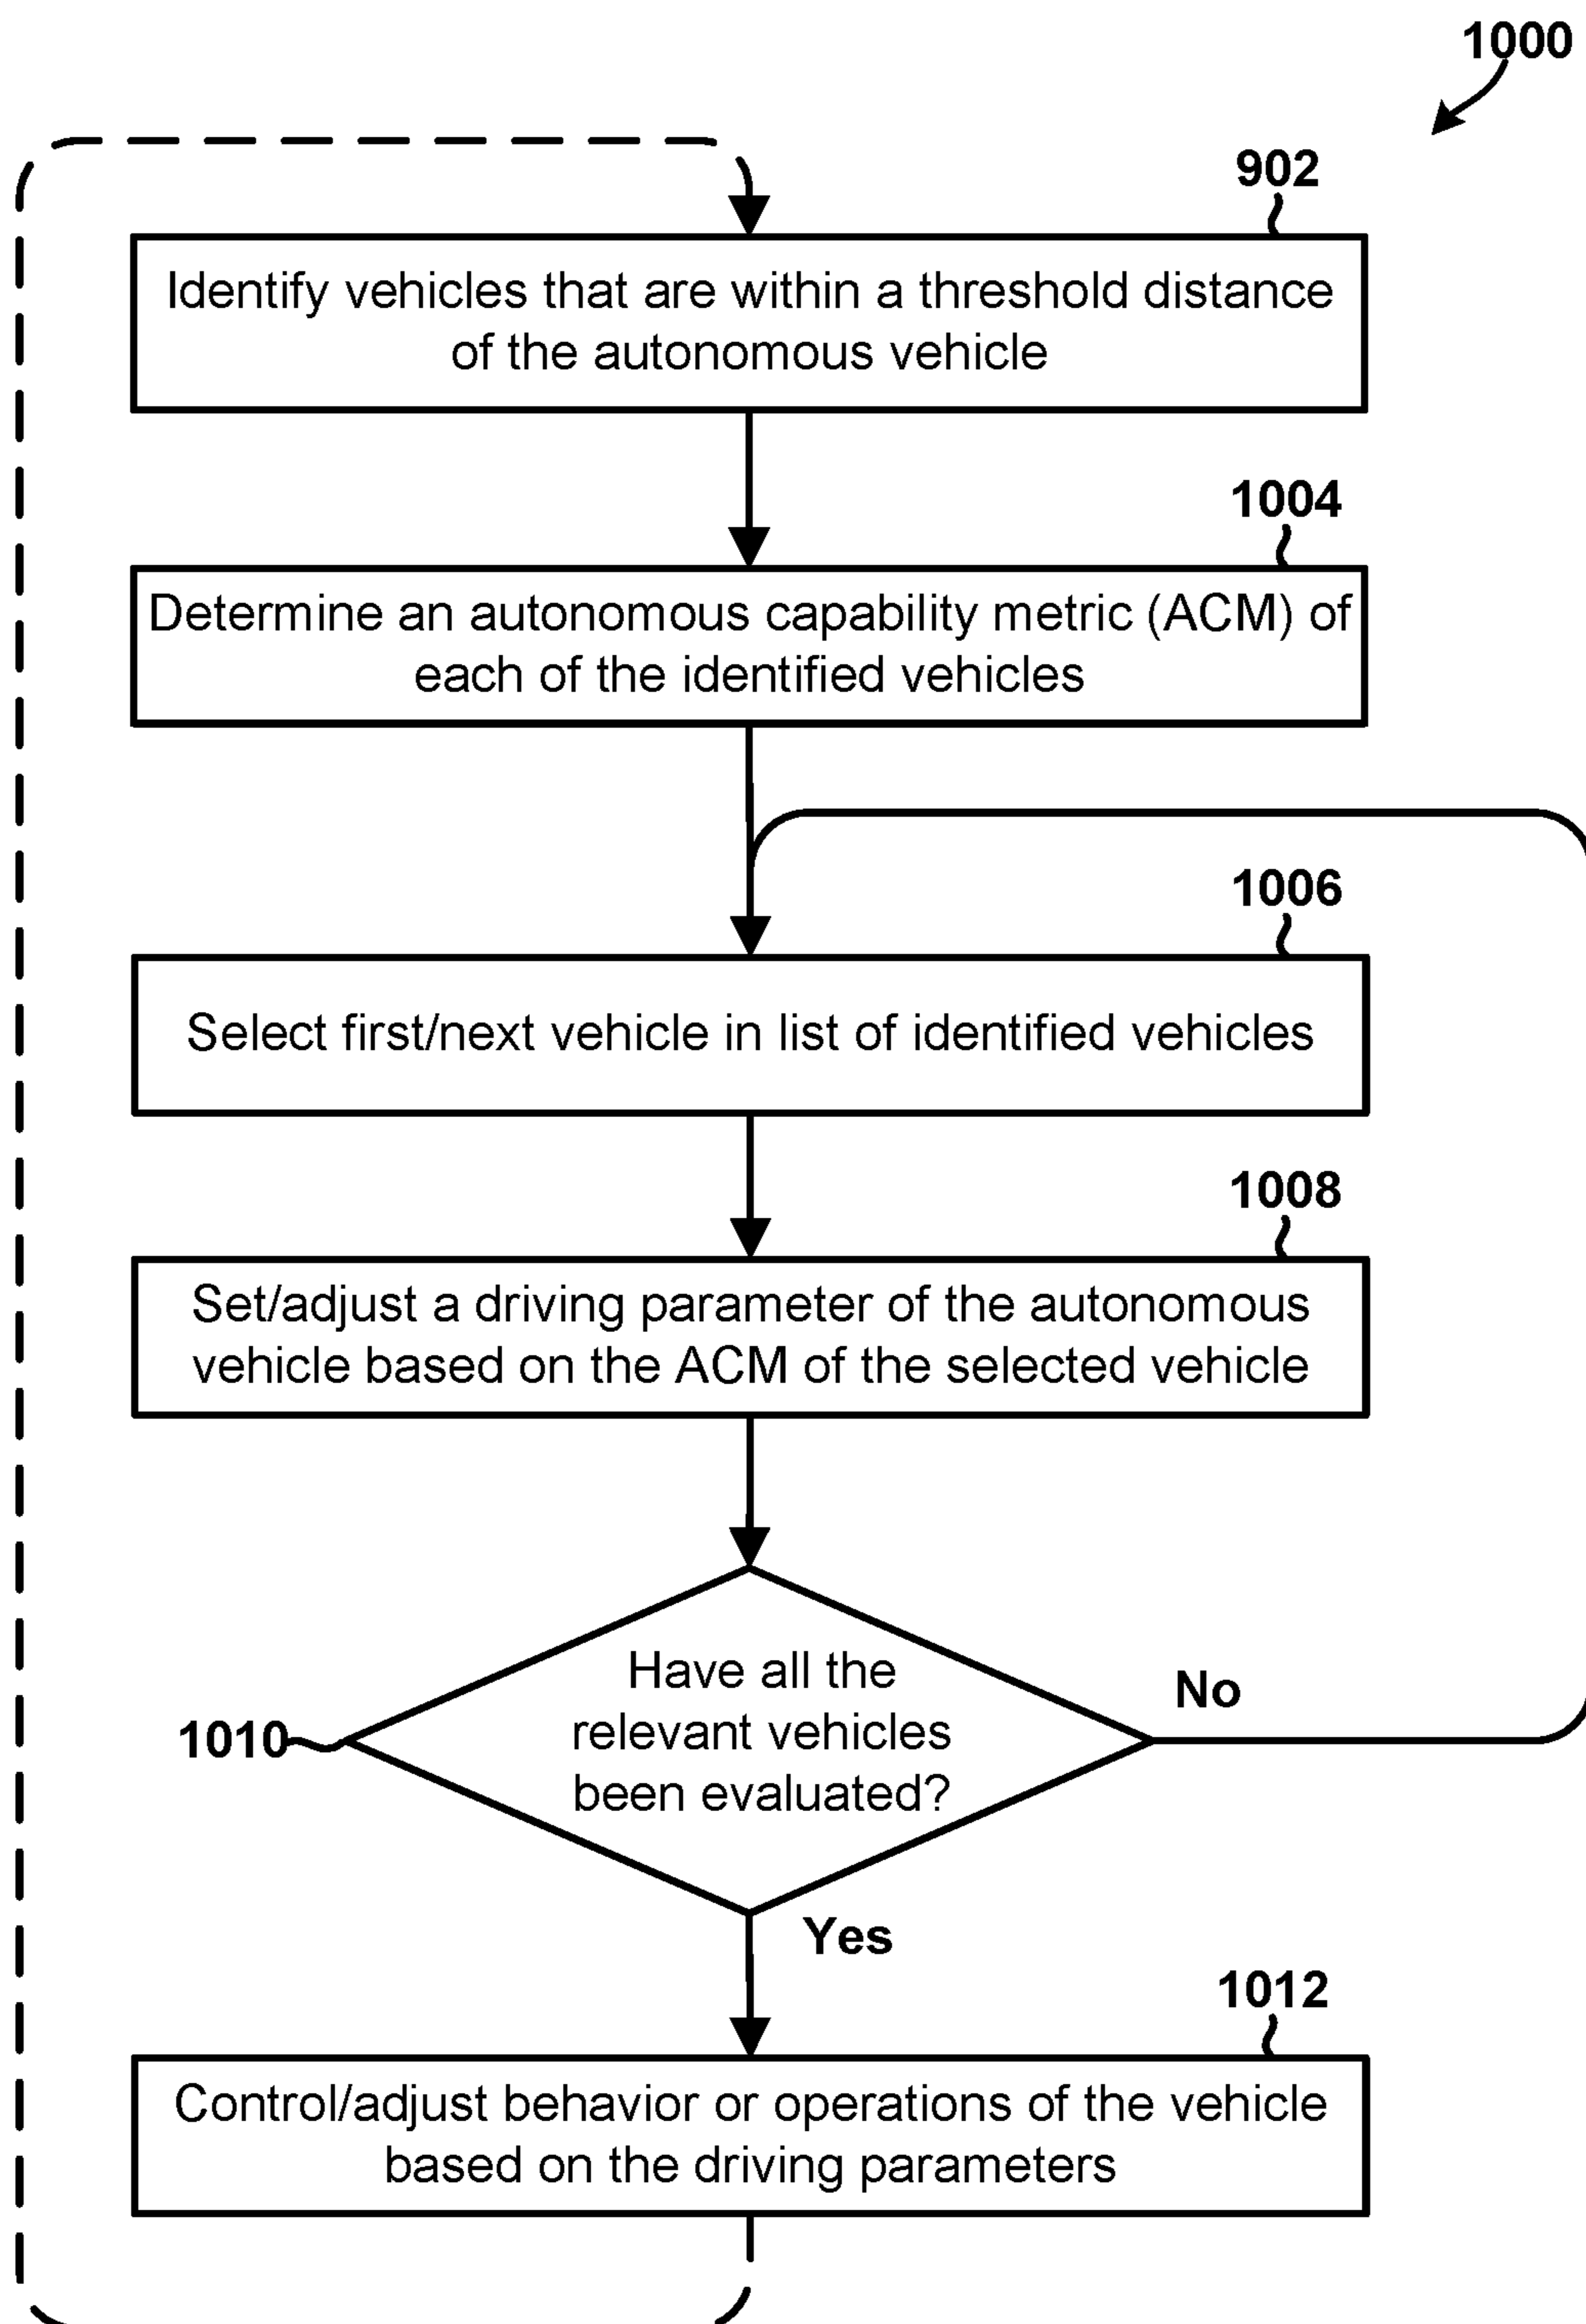 1000
902
Identify vehicles that are within a threshold distance
of the autonomous vehicle
1004
Determine an autonomous capability metric (ACM) of
each of the identified vehicles
1006
Select first/next vehicle in list of identified vehicles
1008
Set/adjust a driving parameter of the autonomous
vehicle based on the ACM of the selected vehicle
Have all the
relevant vehicles
been evaluated?
No
1010
Yes
1012
Control/adjust behavior or operations of the vehicle
based on the driving parameters